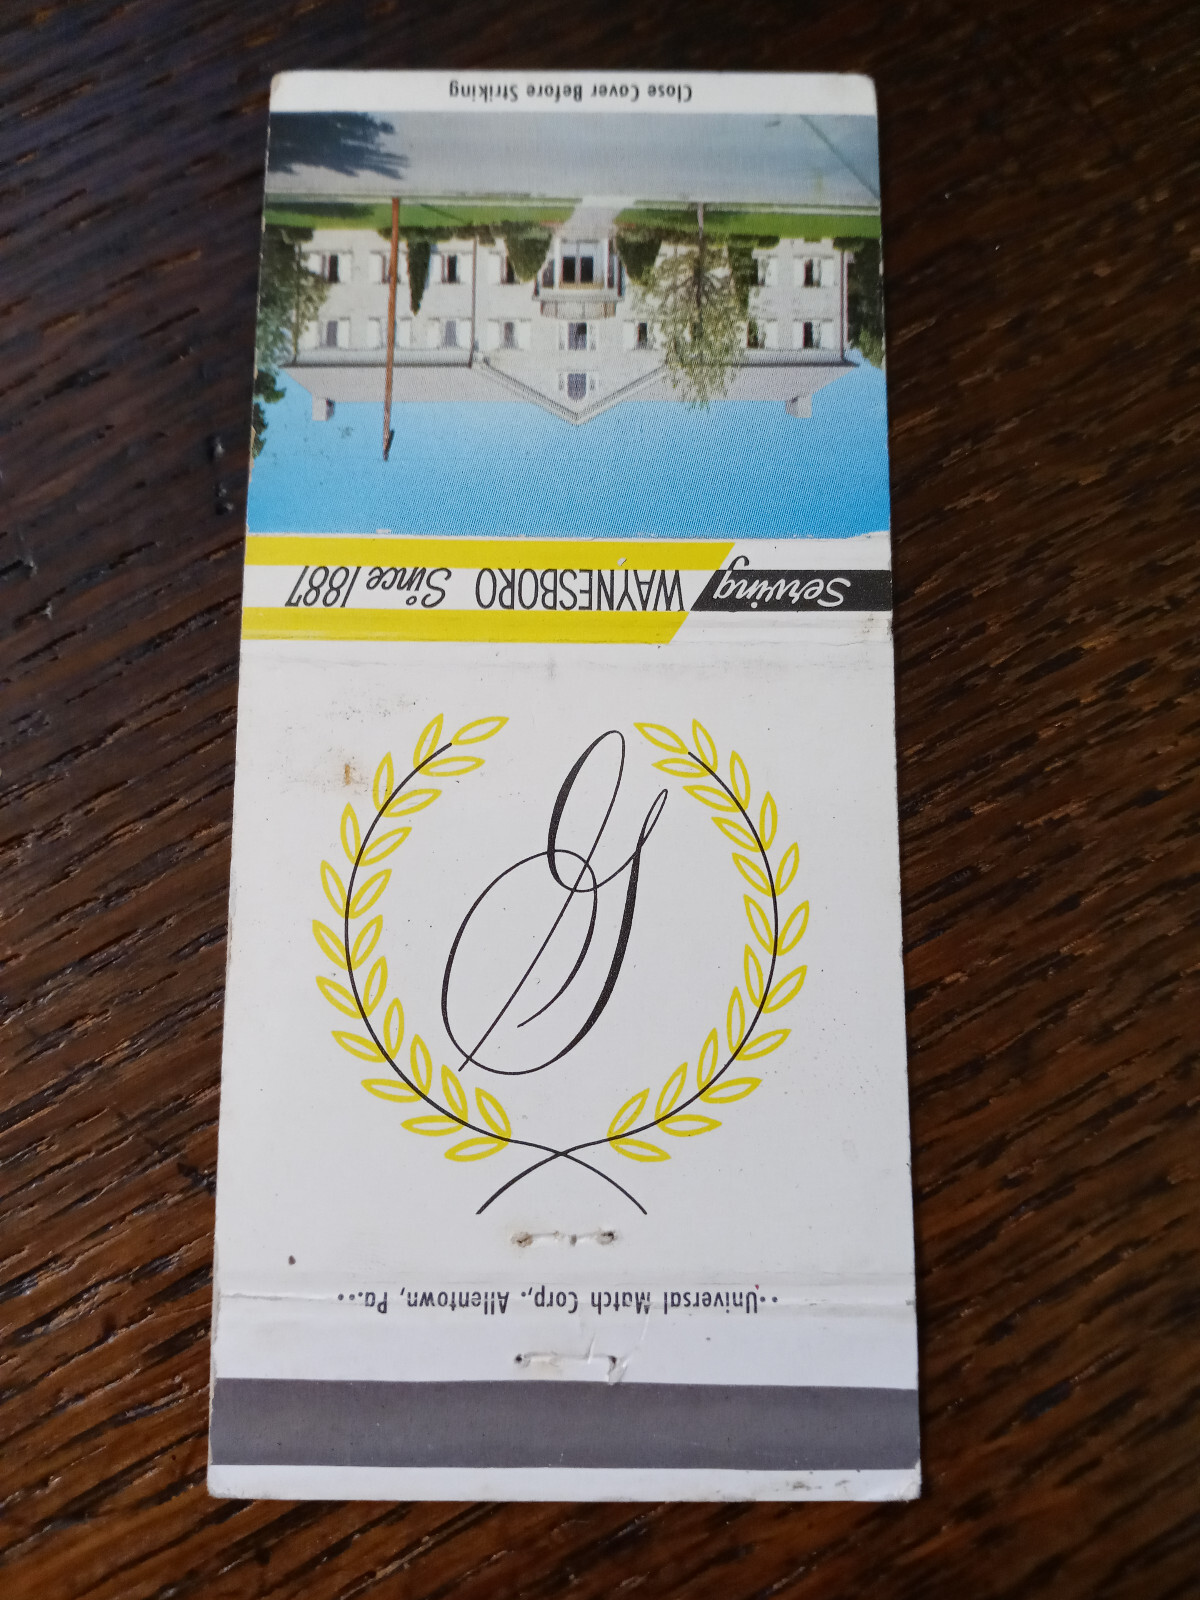 ..Universal Match Corp., Allentown, Pa...
G
Serving WAYNESBORO Since 1887
Close Cover Before Striking